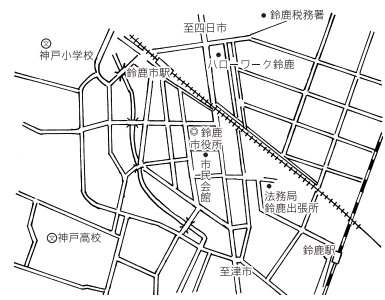 鈴鹿税務署
至四日市
神戸小学校
ハローワーク鈴鹿
鈴鹿市駅
鈴鹿
市役所
市民会館
法務局
鈴鹿出張所
神戸高校
鈴鹿駅
至津市